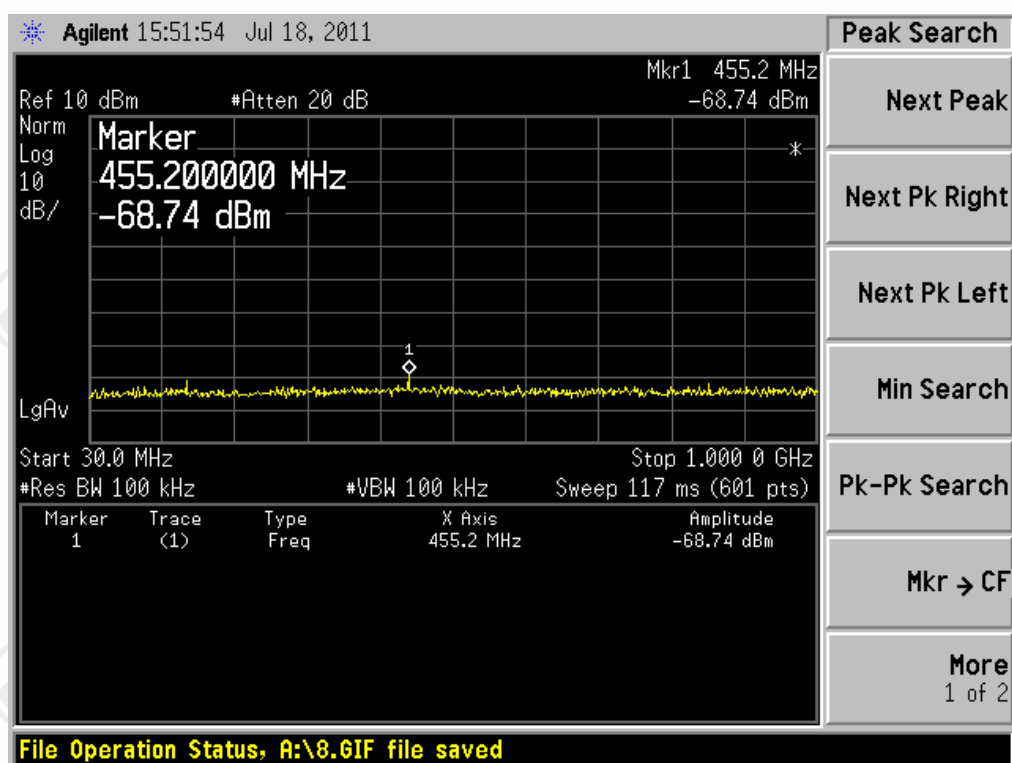 Agilent 15:51:54 Jul 18, 2011
Peak Search
Mkr1 455.2 MHz
Ref 10 dBm #Atten 20 dB -68.74 dBm
Norm
Log
10
dB/
Marker
455.200000 MHz
-68.74 dBm
*
1
LgAv
Start 30.0 MHz Stop 1.000 0 GHz
#Res BW 100 kHz #VBW 100 kHz Sweep 117 ms (601 pts)
Marker Trace Type X Axis Amplitude
1 (1) Freq 455.2 MHz -68.74 dBm
Next Peak
Next Pk Right
Next Pk Left
Min Search
Pk-Pk Search
Mkr → CF
More
1 of 2
File Operation Status, A:\8.GIF file saved